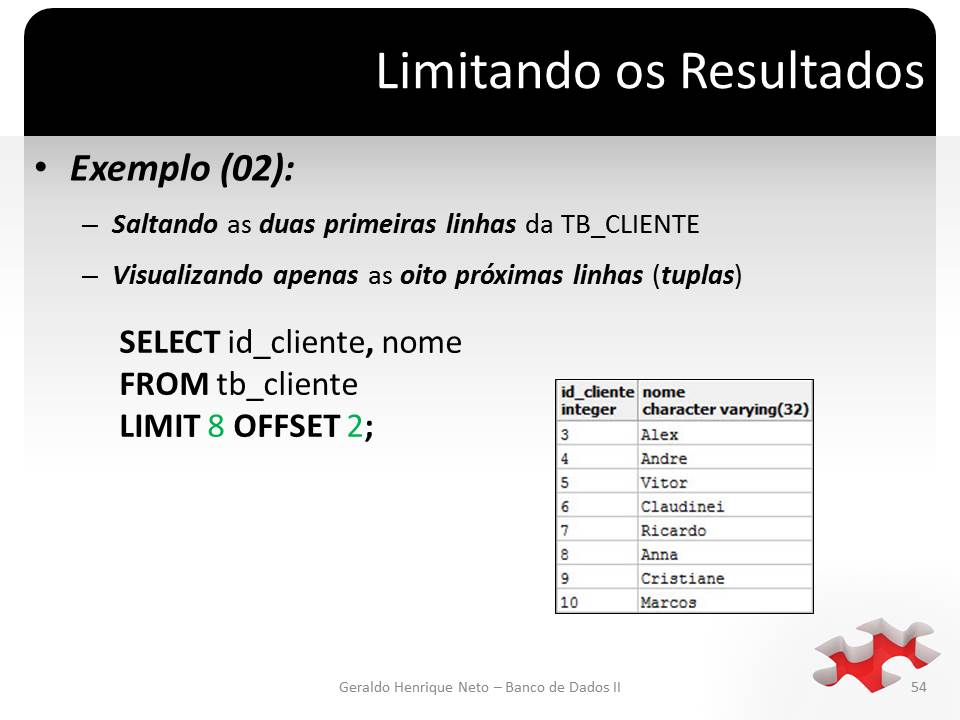 Limitando os Resultados
• Exemplo (02):
– Saltando as duas primeiras linhas da TB_CLIENTE
– Visualizando apenas as oito próximas linhas (tuplas)
SELECT id_cliente, nome
FROM tb_cliente
LIMIT 8 OFFSET 2;
id_cliente nome
integer character varying(32)
3 Alex
4 Andre
5 Vitor
6 Claudinei
7 Ricardo
8 Anna
9 Cristiane
10 Marcos
Geraldo Henrique Neto – Banco de Dados II 54